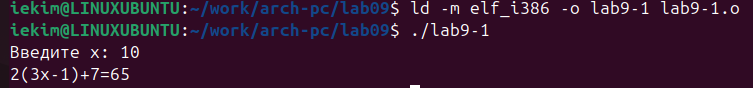 iekim@LINUXUBUNTU:~/work/arch-pc/lab09$ ld -m elf_i386 -o lab9-1 lab9-1.o
iekim@LINUXUBUNTU:~/work/arch-pc/lab09$ ./lab9-1
Введите x: 10
2(3x-1)+7=65